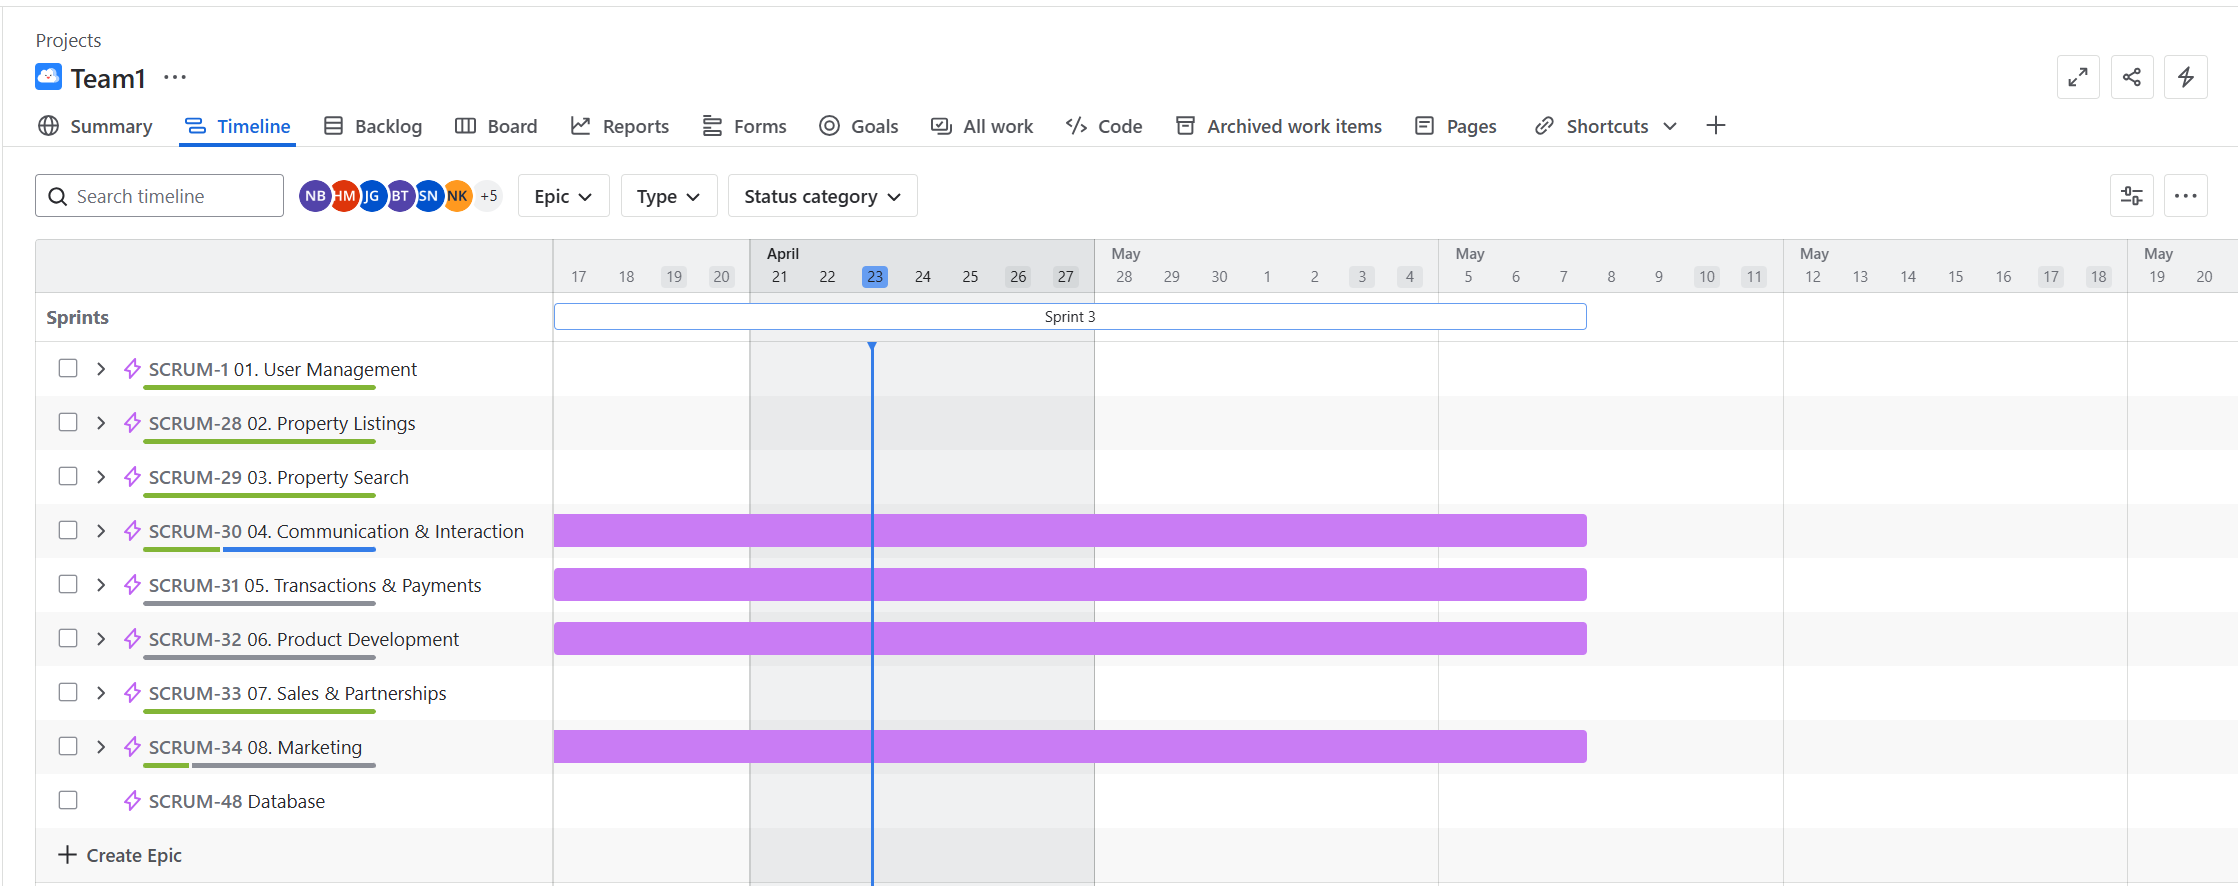 Projects
Team1
Summary Timeline Backlog Board Reports Forms Goals All work Code Archived work items Pages Shortcuts
Search timeline NB HM JG BT SN NK +5 Epic Type Status category
April May May May May
17 18 19 20 21 22 23 24 25 26 27 28 29 30 1 2 3 4 5 6 7 8 9 10 11 12 13 14 15 16 17 18 19 20
Sprints Sprint 3
SCRUM-1 01. User Management
SCRUM-28 02. Property Listings
SCRUM-29 03. Property Search
SCRUM-30 04. Communication & Interaction
SCRUM-31 05. Transactions & Payments
SCRUM-32 06. Product Development
SCRUM-33 07. Sales & Partnerships
SCRUM-34 08. Marketing
SCRUM-48 Database
Create Epic